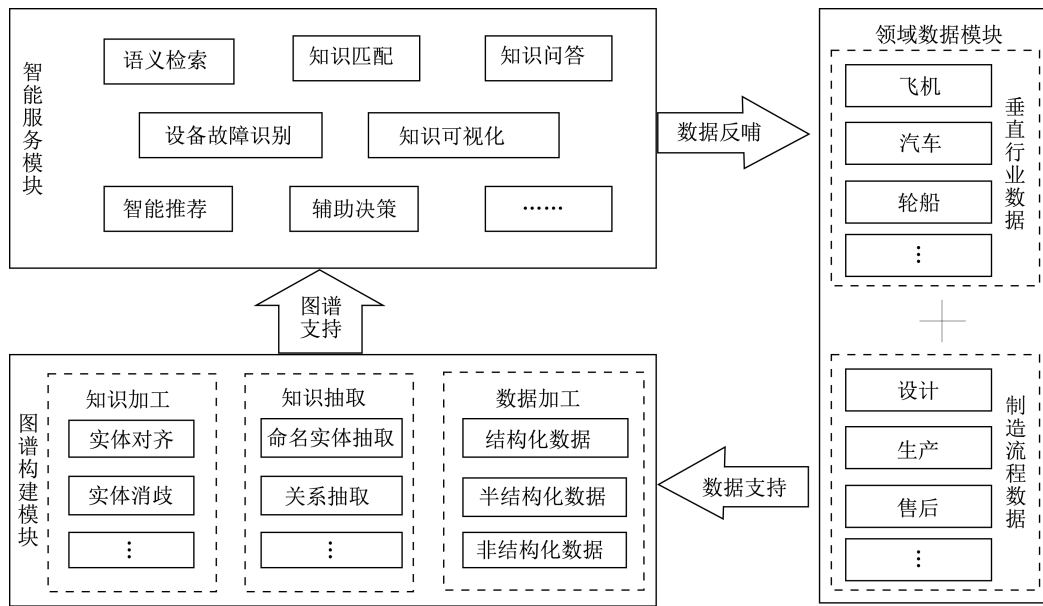 智能服务模块
语义检索
知识匹配
知识问答
设备故障识别
知识可视化
智能推荐
辅助决策
……
数据反哺
领域数据模块
飞机
汽车
轮船
⋮
垂直行业数据
设计
生产
售后
⋮
制造流程数据
数据支持
图谱
支持
图谱构建模块
知识加工
实体对齐
实体消歧
⋮
知识抽取
命名实体抽取
关系抽取
⋮
数据加工
结构化数据
半结构化数据
非结构化数据